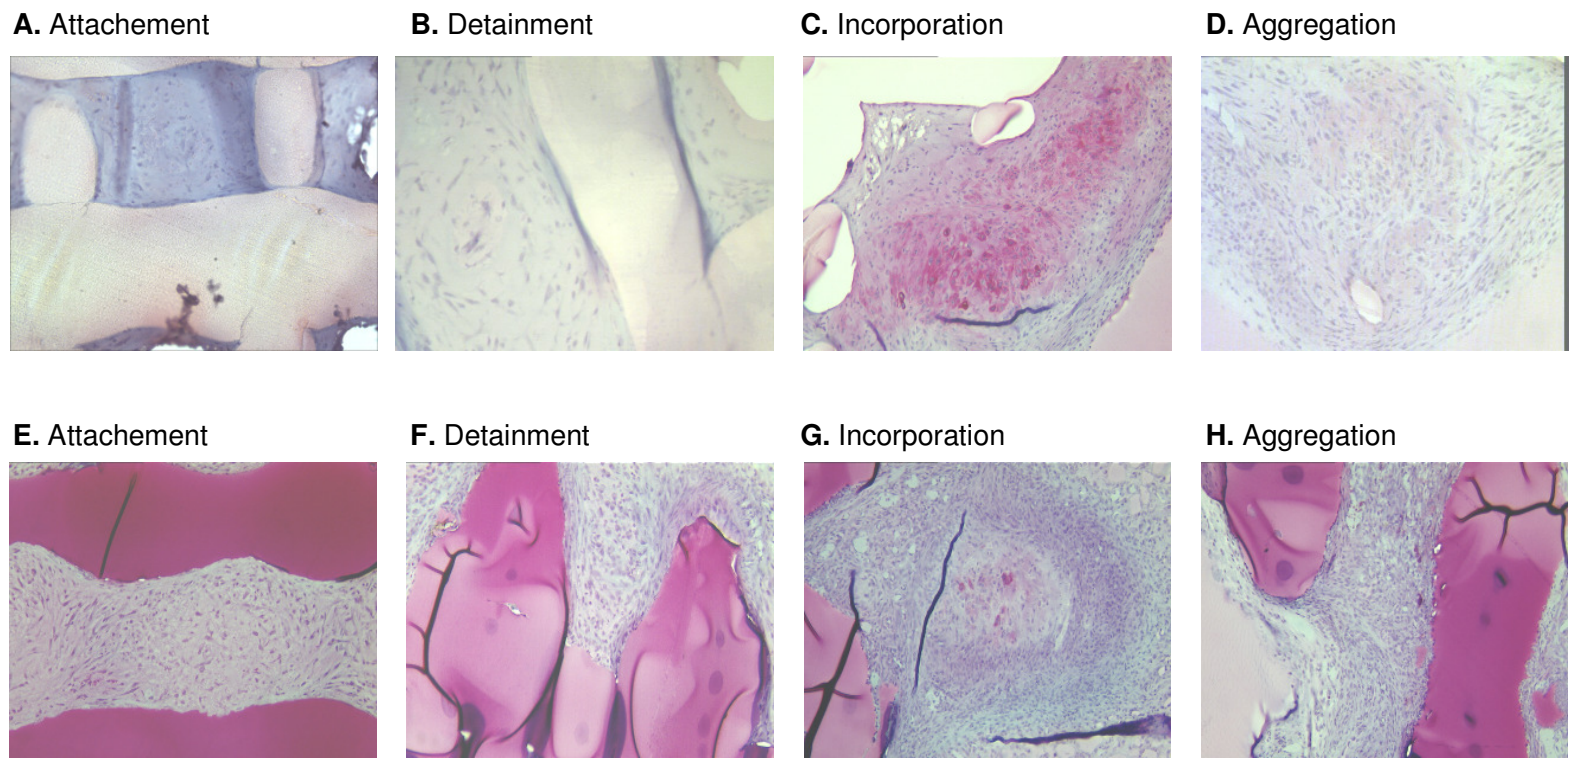 A. Attachement
B. Detainment
C. Incorporation
D. Aggregation
E. Attachement
F. Detainment
G. Incorporation
H. Aggregation